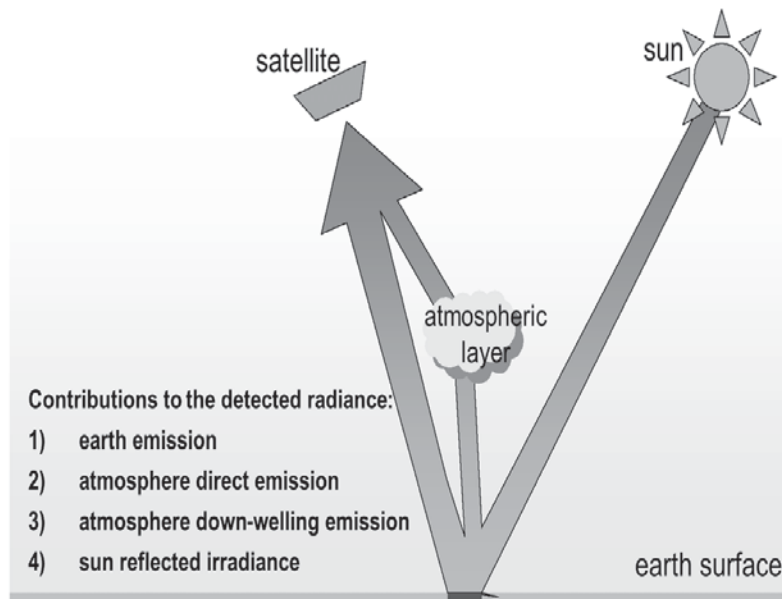 satellite
sun
atmospheric
layer
Contributions to the detected radiance:
1) earth emission
2) atmosphere direct emission
3) atmosphere down-welling emission
4) sun reflected irradiance
earth surface